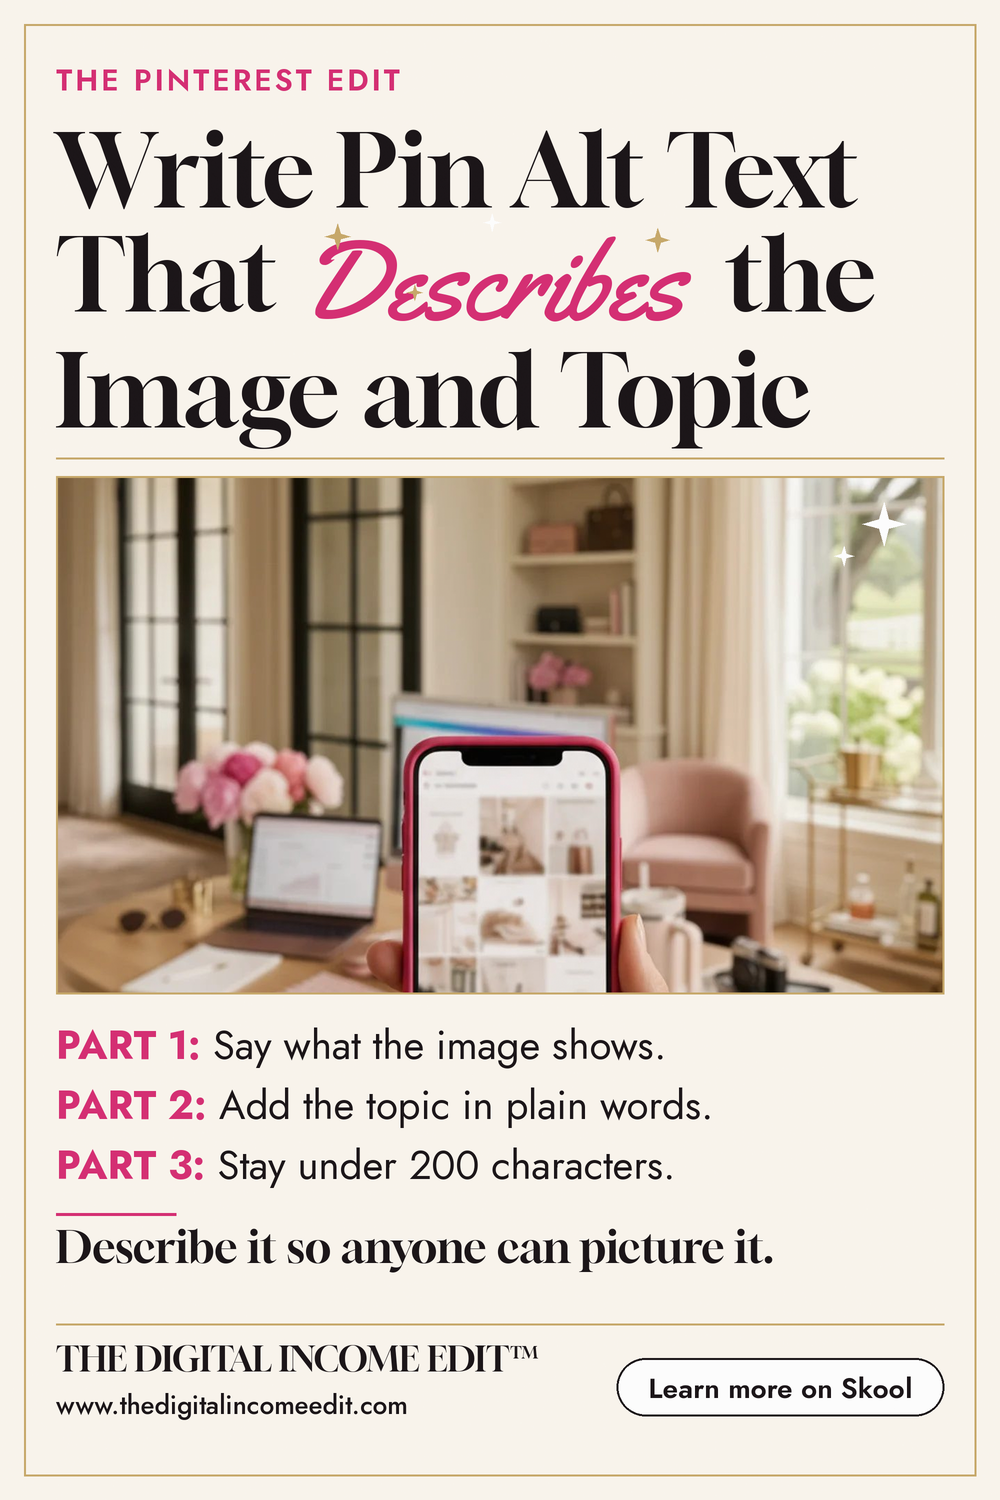 THE PINTEREST EDIT
Write Pin Alt Text
That Describes the
Image and Topic
PART 1: Say what the image shows.
PART 2: Add the topic in plain words.
PART 3: Stay under 200 characters.
Describe it so anyone can picture it.
THE DIGITAL INCOME EDIT™
www.thedigitalincomeedit.com
Learn more on Skool